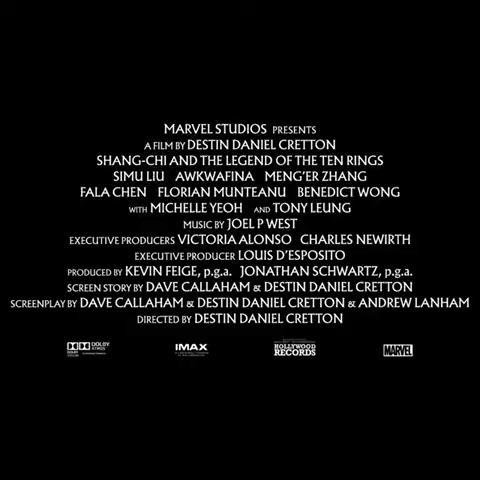 MARVEL STUDIOS PRESENTS
A FILM BY DESTIN DANIEL CRETTON
SHANG-CHI AND THE LEGEND OF THE TEN RINGS
SIMU LIU AWKWAFINA MENG'ER ZHANG
FALA CHEN FLORIAN MUNTEANU BENEDICT WONG
WITH MICHELLE YEOH AND TONY LEUNG
MUSIC BY JOEL P WEST
EXECUTIVE PRODUCERS VICTORIA ALONSO CHARLES NEWIRTH
EXECUTIVE PRODUCER LOUIS D'ESPOSITO
PRODUCED BY KEVIN FEIGE, p.g.a. JONATHAN SCHWARTZ, p.g.a.
SCREEN STORY BY DAVE CALLAHAM & DESTIN DANIEL CRETTON
SCREENPLAY BY DAVE CALLAHAM & DESTIN DANIEL CRETTON & ANDREW LANHAM
DIRECTED BY DESTIN DANIEL CRETTON
DOLBY ATMOS IMAX HOLLYWOOD RECORDS MARVEL